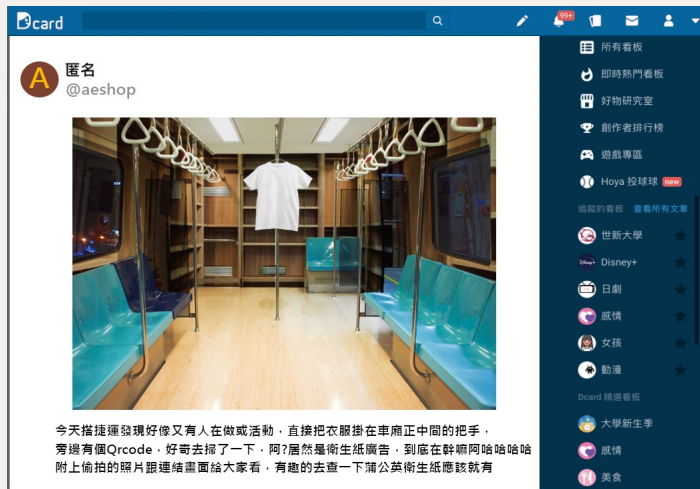 Dcard
99+
A
匿名
@aeshop
今天搭捷運發現好像又有人在做或活動，直接把衣服掛在車廂正中間的把手，
旁邊有個Qrcode，好奇去掃了一下，阿?居然是衛生紙廣告，到底在幹嘛阿哈哈哈哈
附上偷拍的照片跟連結畫面給大家看，有趣的去查一下蒲公英衛生紙應該就有
所有看板
即時熱門看板
好物研究室
創作者排行榜
遊戲專區
Hoya 投球球 new
追蹤的看板 查看所有文章
世新大學
Disney+
日劇
感情
女孩
動漫
Dcard 精選看板
大學新生季
感情
美食